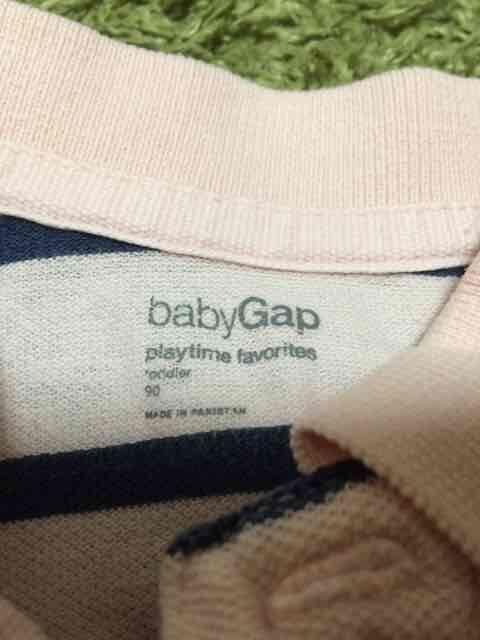 babyGap
playtime favorites
toddler
90
MADE IN PAKISTAN